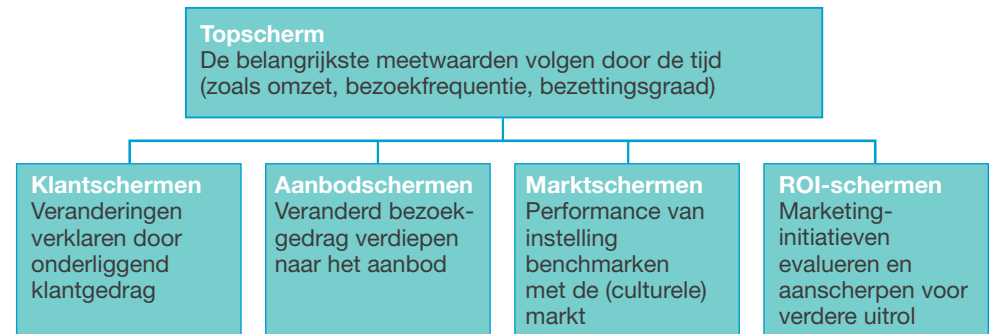 Topscherm
De belangrijkste meetwaarden volgen door de tijd
(zoals omzet, bezoekfrequentie, bezettingsgraad)
Klantschermen
Veranderingen
verklaren door
onderliggend
klantgedrag
Aanbodschermen
Veranderd bezoek-
gedrag verdiepen
naar het aanbod
Marktschermen
Performance van
instelling
benchmarken
met de (culturele)
markt
ROI-schermen
Marketing-
initiatieven
evalueren en
aanscherpen voor
verdere uitrol